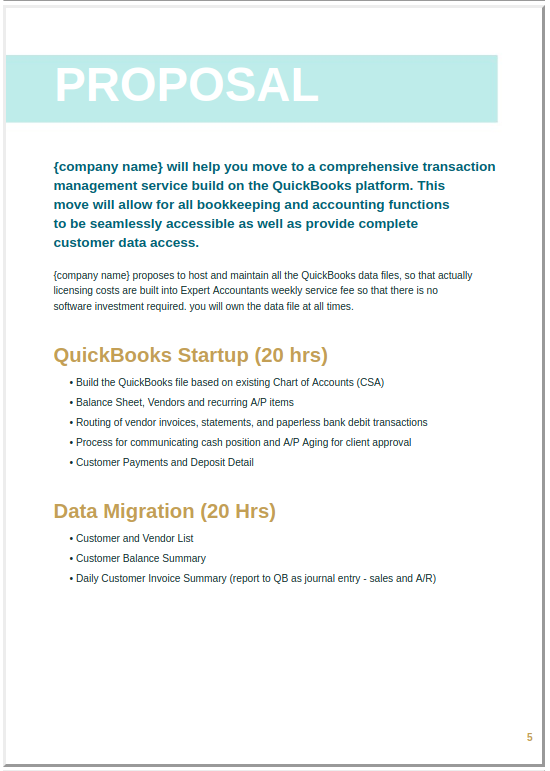 PROPOSAL
{company name} will help you move to a comprehensive transaction
management service build on the QuickBooks platform. This
move will allow for all bookkeeping and accounting functions
to be seamlessly accessible as well as provide complete
customer data access.
{company name} proposes to host and maintain all the QuickBooks data files, so that actually
licensing costs are built into Expert Accountants weekly service fee so that there is no
software investment required. you will own the data file at all times.
QuickBooks Startup (20 hrs)
• Build the QuickBooks file based on existing Chart of Accounts (CSA)
• Balance Sheet, Vendors and recurring A/P items
• Routing of vendor invoices, statements, and paperless bank debit transactions
• Process for communicating cash position and A/P Aging for client approval
• Customer Payments and Deposit Detail
Data Migration (20 Hrs)
• Customer and Vendor List
• Customer Balance Summary
• Daily Customer Invoice Summary (report to QB as journal entry - sales and A/R)
5